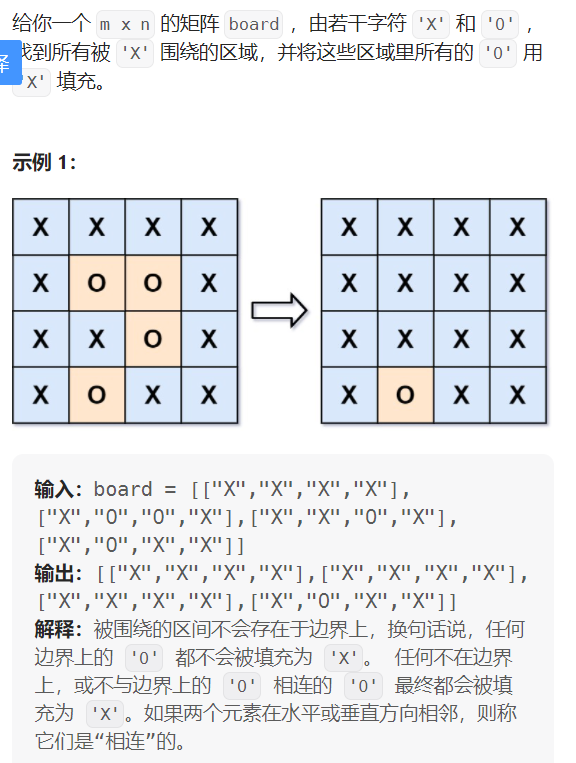 给你一个 m x n 的矩阵 board ，由若干字符 'X' 和 'O' ，
找到所有被 'X' 围绕的区域，并将这些区域里所有的 'O' 用
'X' 填充。
译
示例 1：
X X X X
X O O X
X X O X
X O X X
X X X X
X X X X
X X X X
X O X X
输入：board = [["X","X","X","X"],
["X","O","O","X"],["X","X","O","X"],
["X","O","X","X"]]
输出：[["X","X","X","X"],["X","X","X","X"],
["X","X","X","X"],["X","O","X","X"]]
解释：被围绕的区间不会存在于边界上，换句话说，任何
边界上的 'O' 都不会被填充为 'X'。 任何不在边界
上，或不与边界上的 'O' 相连的 'O' 最终都会被填
充为 'X'。如果两个元素在水平或垂直方向相邻，则称
它们是“相连”的。